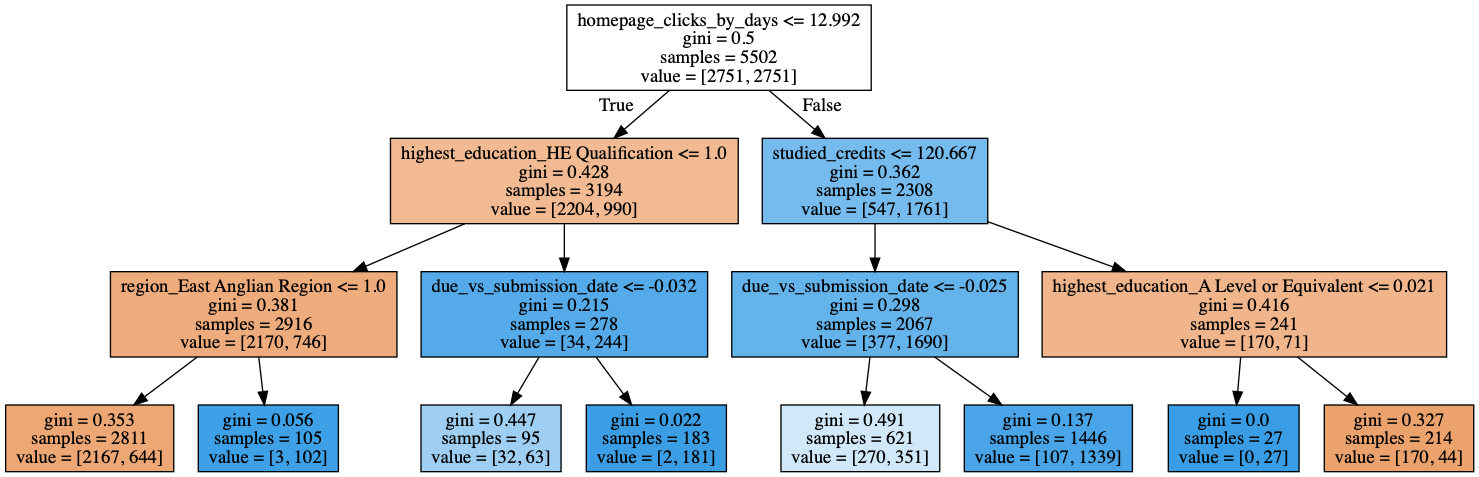 homepage_clicks_by_days <= 12.992
gini = 0.5
samples = 5502
value = [2751, 2751]
True
False
highest_education_HE Qualification <= 1.0
gini = 0.428
samples = 3194
value = [2204, 990]
studied_credits <= 120.667
gini = 0.362
samples = 2308
value = [547, 1761]
region_East Anglian Region <= 1.0
gini = 0.381
samples = 2916
value = [2170, 746]
due_vs_submission_date <= -0.032
gini = 0.215
samples = 278
value = [34, 244]
due_vs_submission_date <= -0.025
gini = 0.298
samples = 2067
value = [377, 1690]
highest_education_A Level or Equivalent <= 0.021
gini = 0.416
samples = 241
value = [170, 71]
gini = 0.353
samples = 2811
value = [2167, 644]
gini = 0.056
samples = 105
value = [3, 102]
gini = 0.447
samples = 95
value = [32, 63]
gini = 0.022
samples = 183
value = [2, 181]
gini = 0.491
samples = 621
value = [270, 351]
gini = 0.137
samples = 1446
value = [107, 1339]
gini = 0.0
samples = 27
value = [0, 27]
gini = 0.327
samples = 214
value = [170, 44]